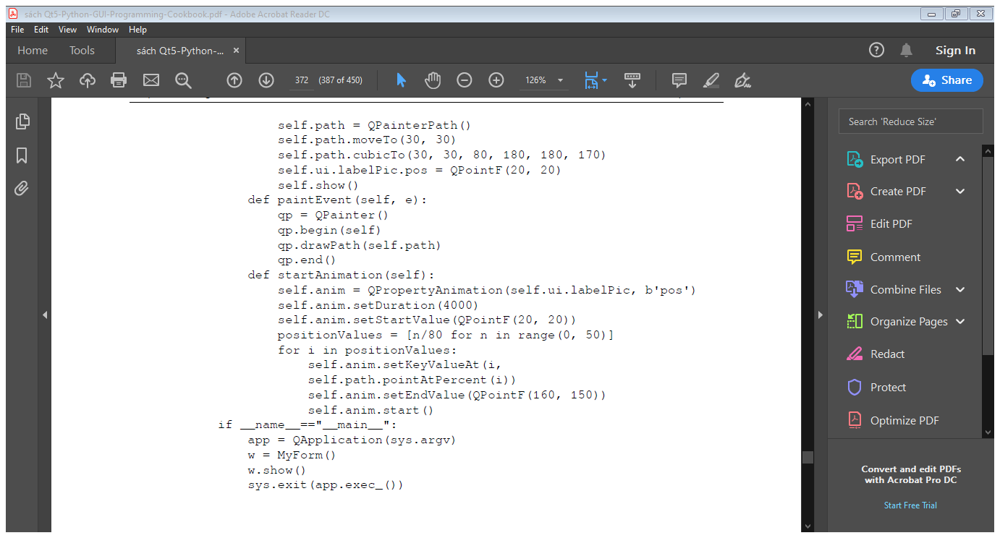 sách Qt5-Python-GUI-Programming-Cookbook.pdf - Adobe Acrobat Reader DC
File Edit View Window Help
Home Tools sách Qt5-Python-... × Sign In
372 (387 of 450) 126% Share
self.path = QPainterPath()
self.path.moveTo(30, 30)
self.path.cubicTo(30, 30, 80, 180, 180, 170)
self.ui.labelPic.pos = QPointF(20, 20)
self.show()
def paintEvent(self, e):
qp = QPainter()
qp.begin(self)
qp.drawPath(self.path)
qp.end()
def startAnimation(self):
self.anim = QPropertyAnimation(self.ui.labelPic, b'pos')
self.anim.setDuration(4000)
self.anim.setStartValue(QPointF(20, 20))
positionValues = [n/80 for n in range(0, 50)]
for i in positionValues:
self.anim.setKeyValueAt(i,
self.path.pointAtPercent(i))
self.anim.setEndValue(QPointF(160, 150))
self.anim.start()
if __name__=="__main__":
app = QApplication(sys.argv)
w = MyForm()
w.show()
sys.exit(app.exec_())
Search 'Reduce Size'
Export PDF
Create PDF
Edit PDF
Comment
Combine Files
Organize Pages
Redact
Protect
Optimize PDF
Convert and edit PDFs
with Acrobat Pro DC
Start Free Trial